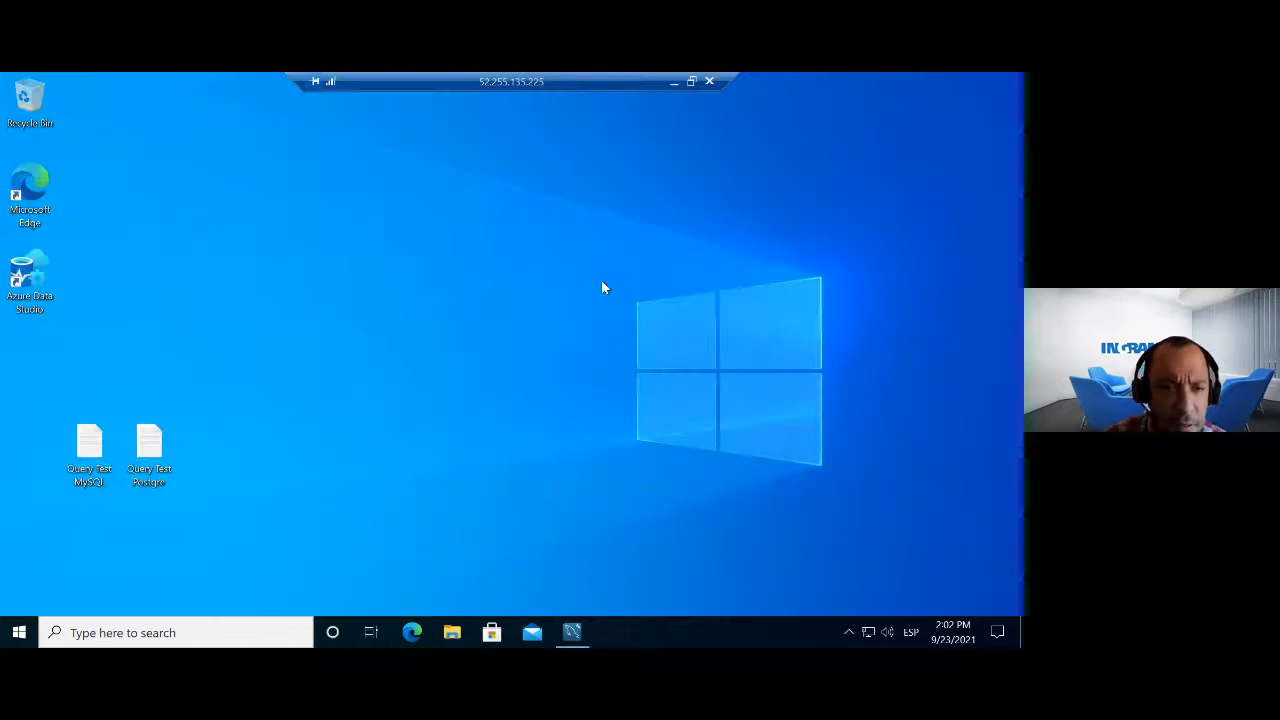 52.255.135.225
Recycle Bin
Microsoft
Edge
Azure Data
Studio
Query Test
MySQL
Query Test
Postgre
Type here to search
ESP
2:02 PM
9/23/2021